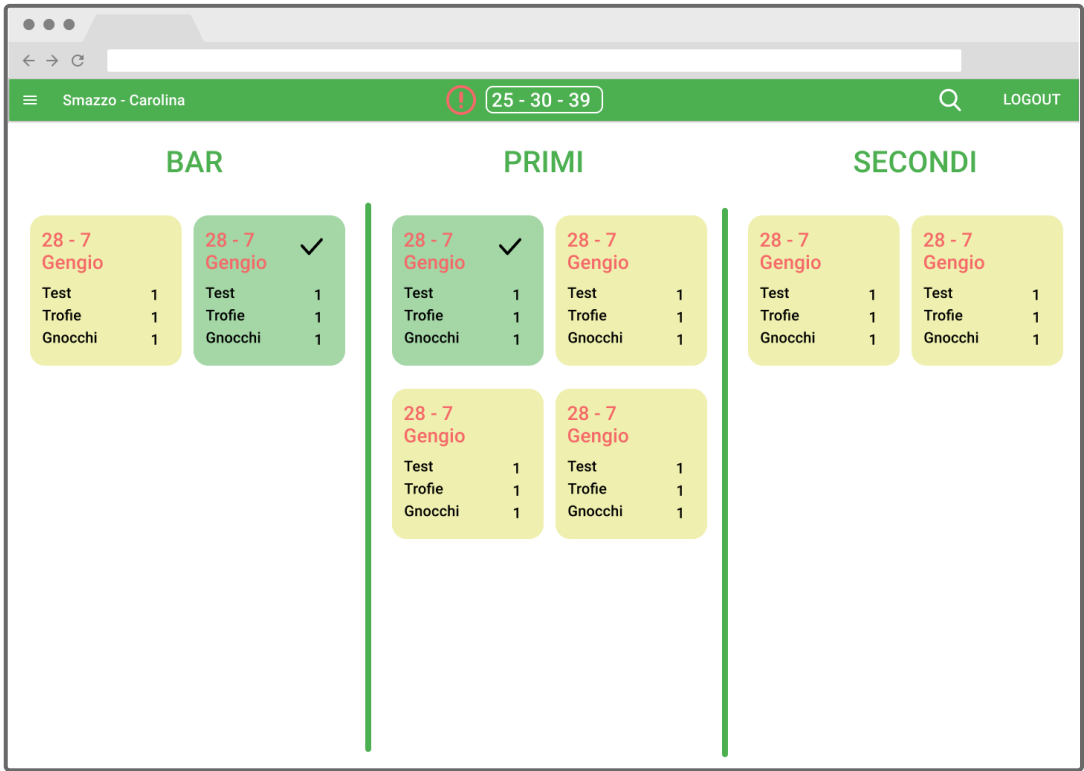 Smazzo - Carolina
25 - 30 - 39
LOGOUT
BAR
PRIMI
SECONDI
28 - 7
Gengio
Test 1
Trofie 1
Gnocchi 1
28 - 7
Gengio
Test 1
Trofie 1
Gnocchi 1
28 - 7
Gengio
Test 1
Trofie 1
Gnocchi 1
28 - 7
Gengio
Test 1
Trofie 1
Gnocchi 1
28 - 7
Gengio
Test 1
Trofie 1
Gnocchi 1
28 - 7
Gengio
Test 1
Trofie 1
Gnocchi 1
28 - 7
Gengio
Test 1
Trofie 1
Gnocchi 1
28 - 7
Gengio
Test 1
Trofie 1
Gnocchi 1